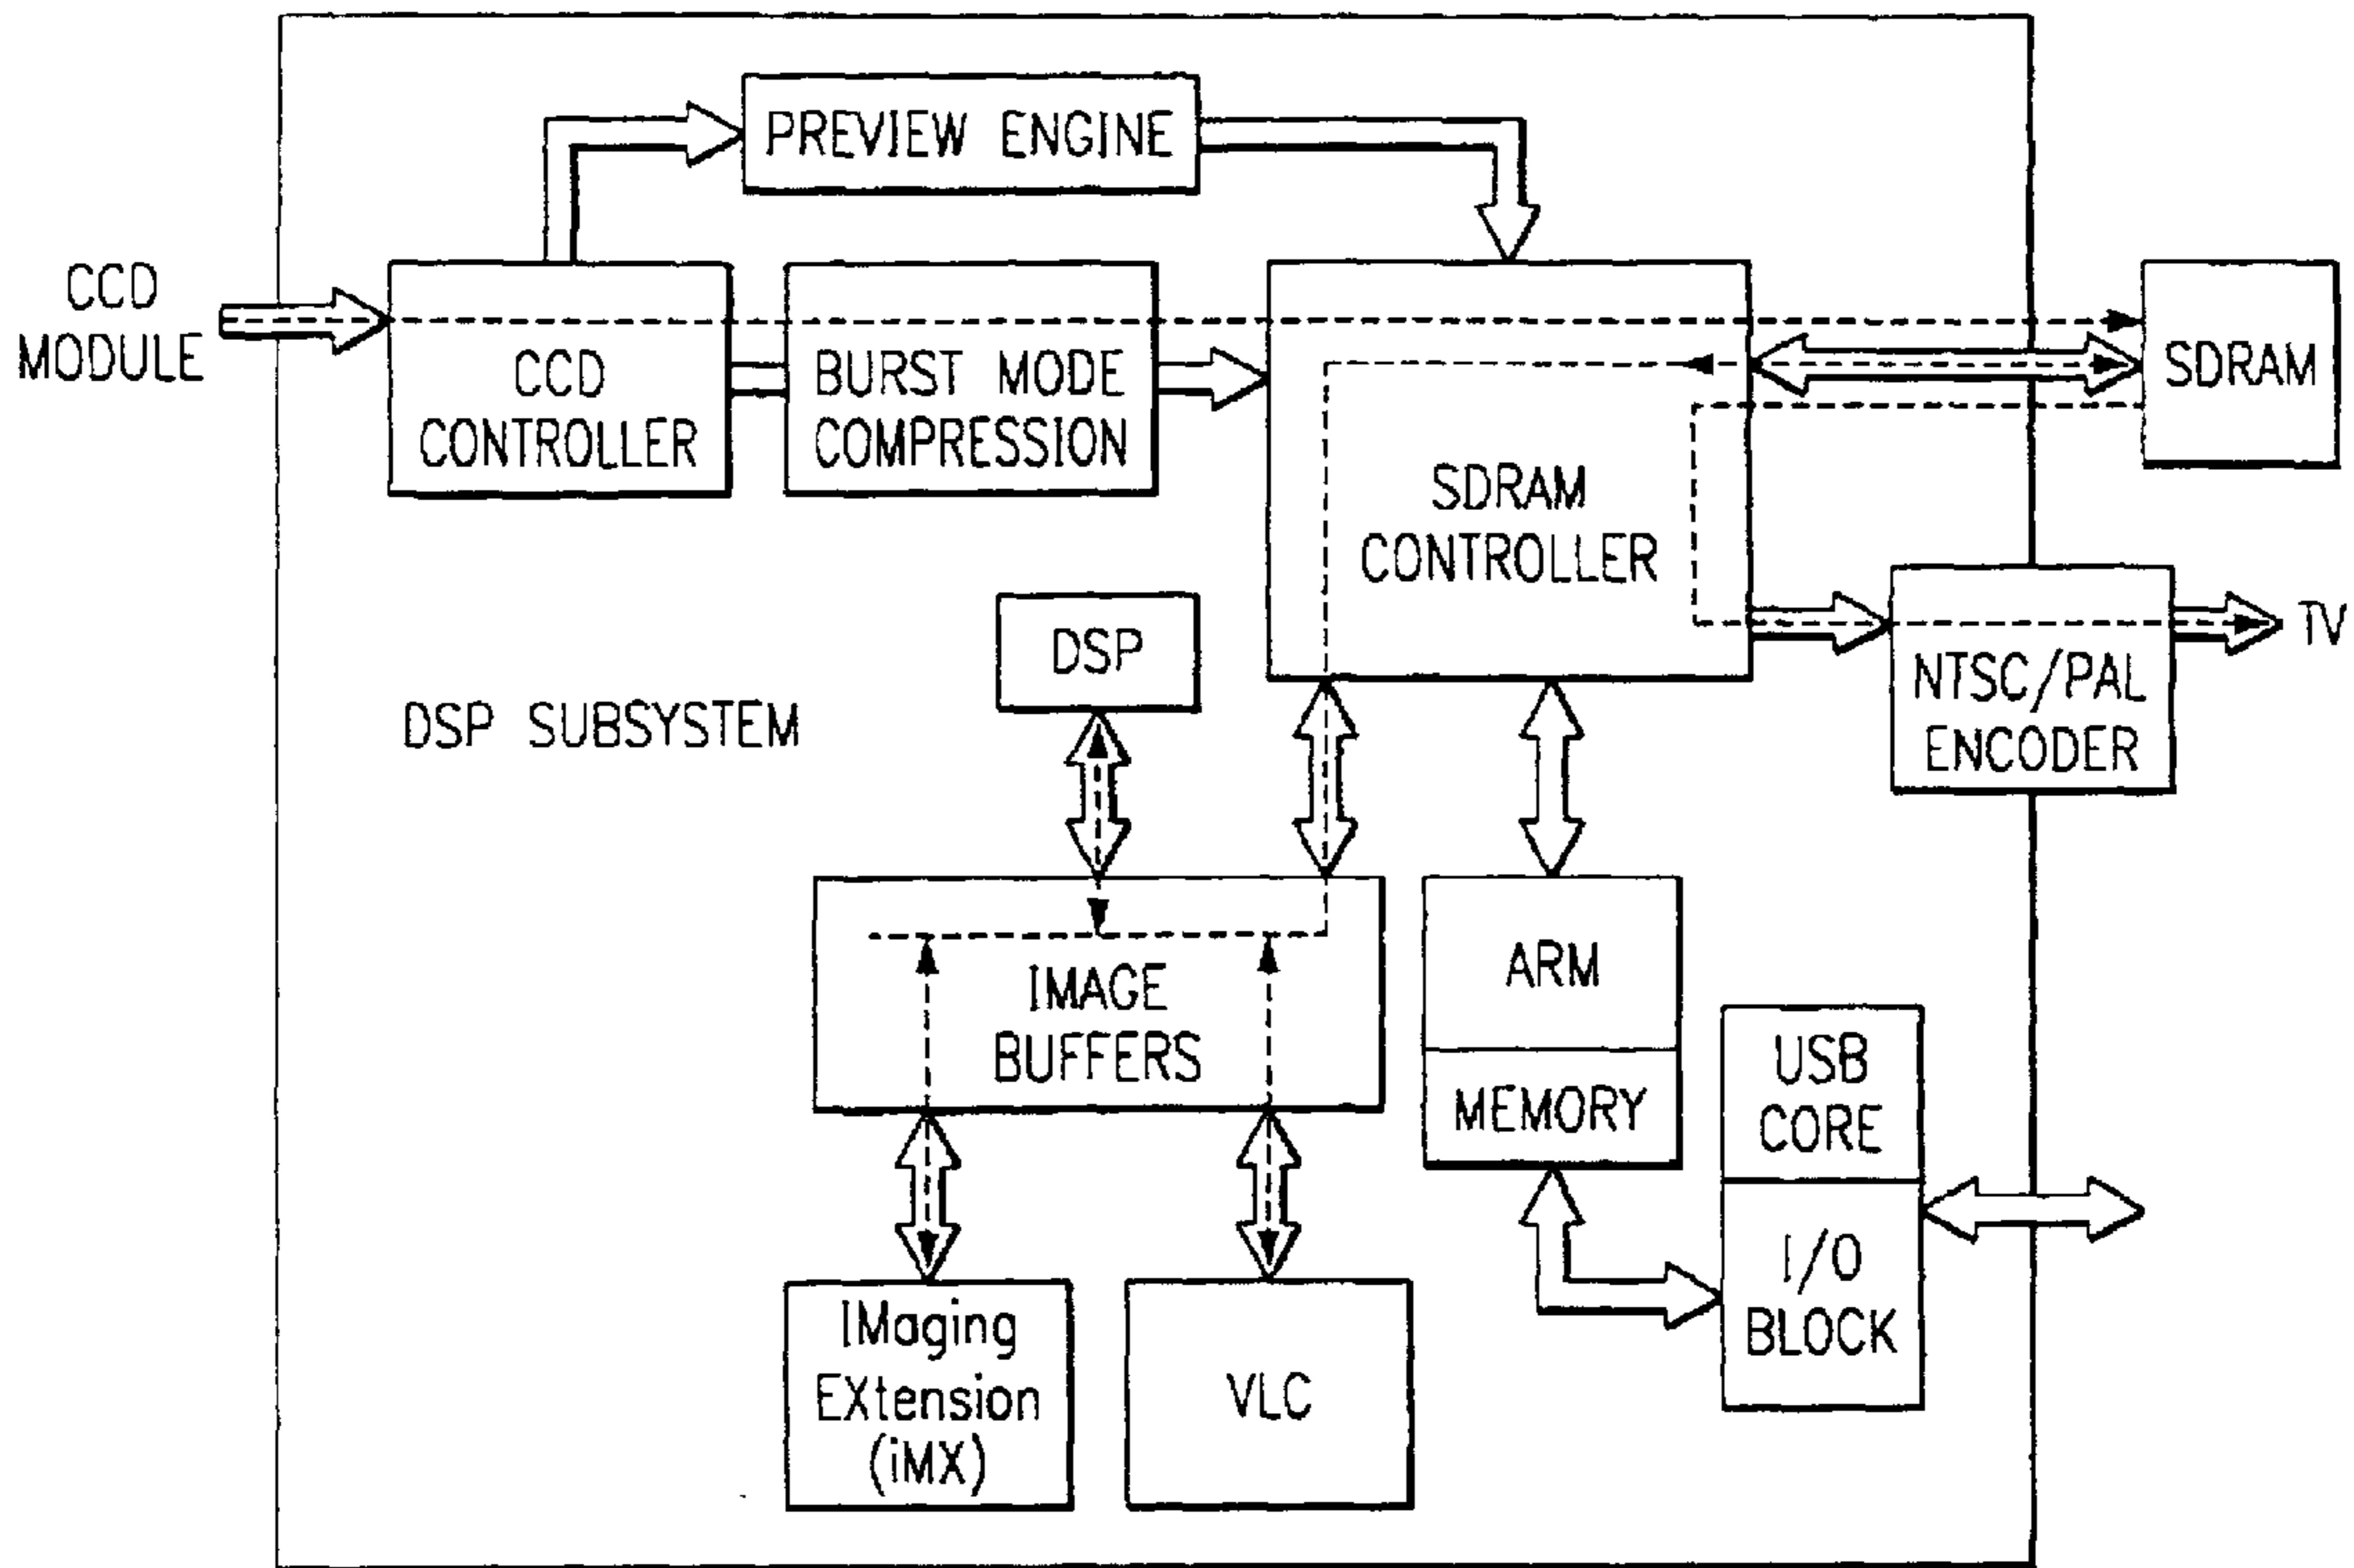 PREVIEW ENGINE
CCD
MODULE
CCD
CONTROLLER
BURST MODE
COMPRESSION
SDRAM
CONTROLLER
SDRAM
NTSC/PAL
ENCODER
TV
DSP
DSP SUBSYSTEM
IMAGE
BUFFERS
ARM
MEMORY
USB
CORE
I/O
BLOCK
IMaging
EXtension
(iMX)
VLC